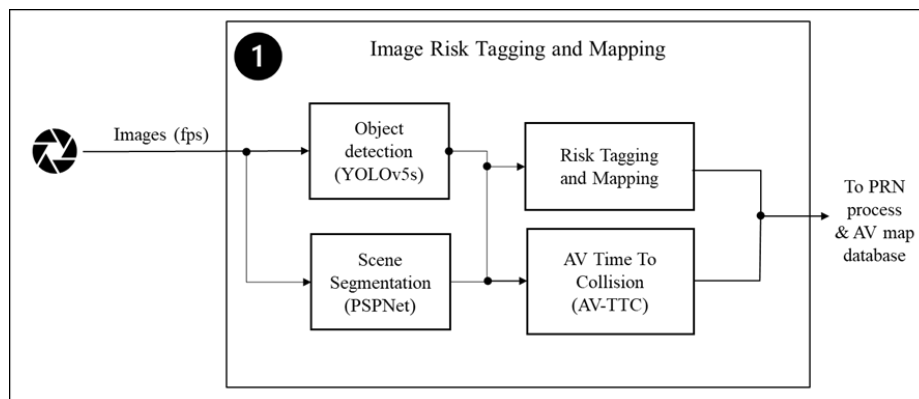 1
Image Risk Tagging and Mapping
Images (fps)
Object
detection
(YOLOv5s)
Risk Tagging
and Mapping
Scene
Segmentation
(PSPNet)
AV Time To
Collision
(AV-TTC)
To PRN
process
& AV map
database